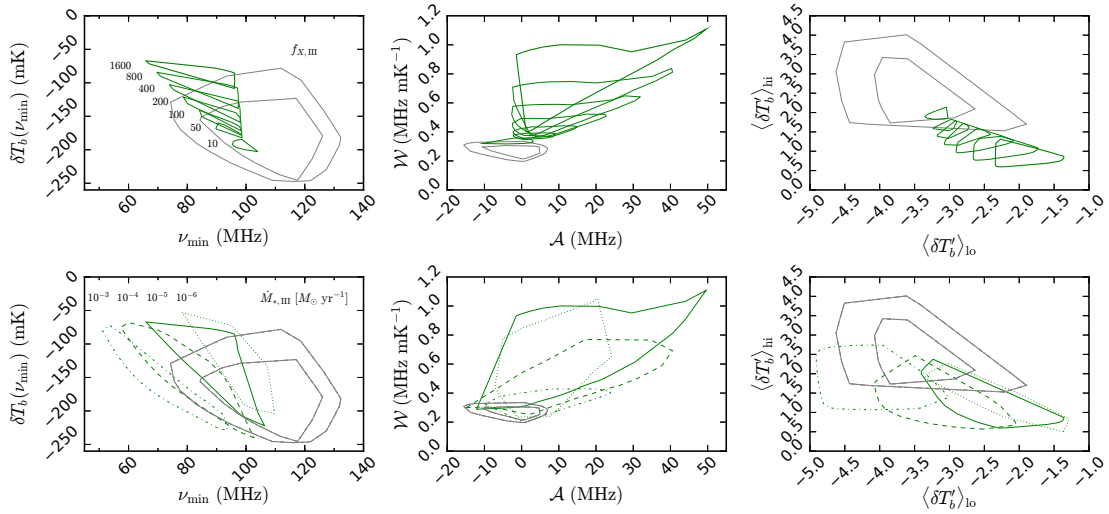 0
−50
−100
−150
−200
−250
δT_b(ν_min) (mK)
60 80 100 120 140
ν_min (MHz)
f_{X,III}
1600
800
400
200
100
50
10
1.2
1.0
0.8
0.6
0.4
0.2
0.0
𝒲 (MHz mK⁻¹)
−20 −10 0 10 20 30 40 50
𝒜 (MHz)
4.5
4.0
3.5
3.0
2.5
2.0
1.5
1.0
0.5
0.0
⟨δT_b′⟩_hi
−5.0 −4.5 −4.0 −3.5 −3.0 −2.5 −2.0 −1.5 −1.0
⟨δT_b′⟩_lo
0
−50
−100
−150
−200
−250
δT_b(ν_min) (mK)
10⁻³ 10⁻⁴ 10⁻⁵ 10⁻⁶ Ṁ_{*,III} [M_⊙ yr⁻¹]
60 80 100 120 140
ν_min (MHz)
1.2
1.0
0.8
0.6
0.4
0.2
0.0
𝒲 (MHz mK⁻¹)
−20 −10 0 10 20 30 40 50
𝒜 (MHz)
4.5
4.0
3.5
3.0
2.5
2.0
1.5
1.0
0.5
0.0
⟨δT_b′⟩_hi
−5.0 −4.5 −4.0 −3.5 −3.0 −2.5 −2.0 −1.5 −1.0
⟨δT_b′⟩_lo